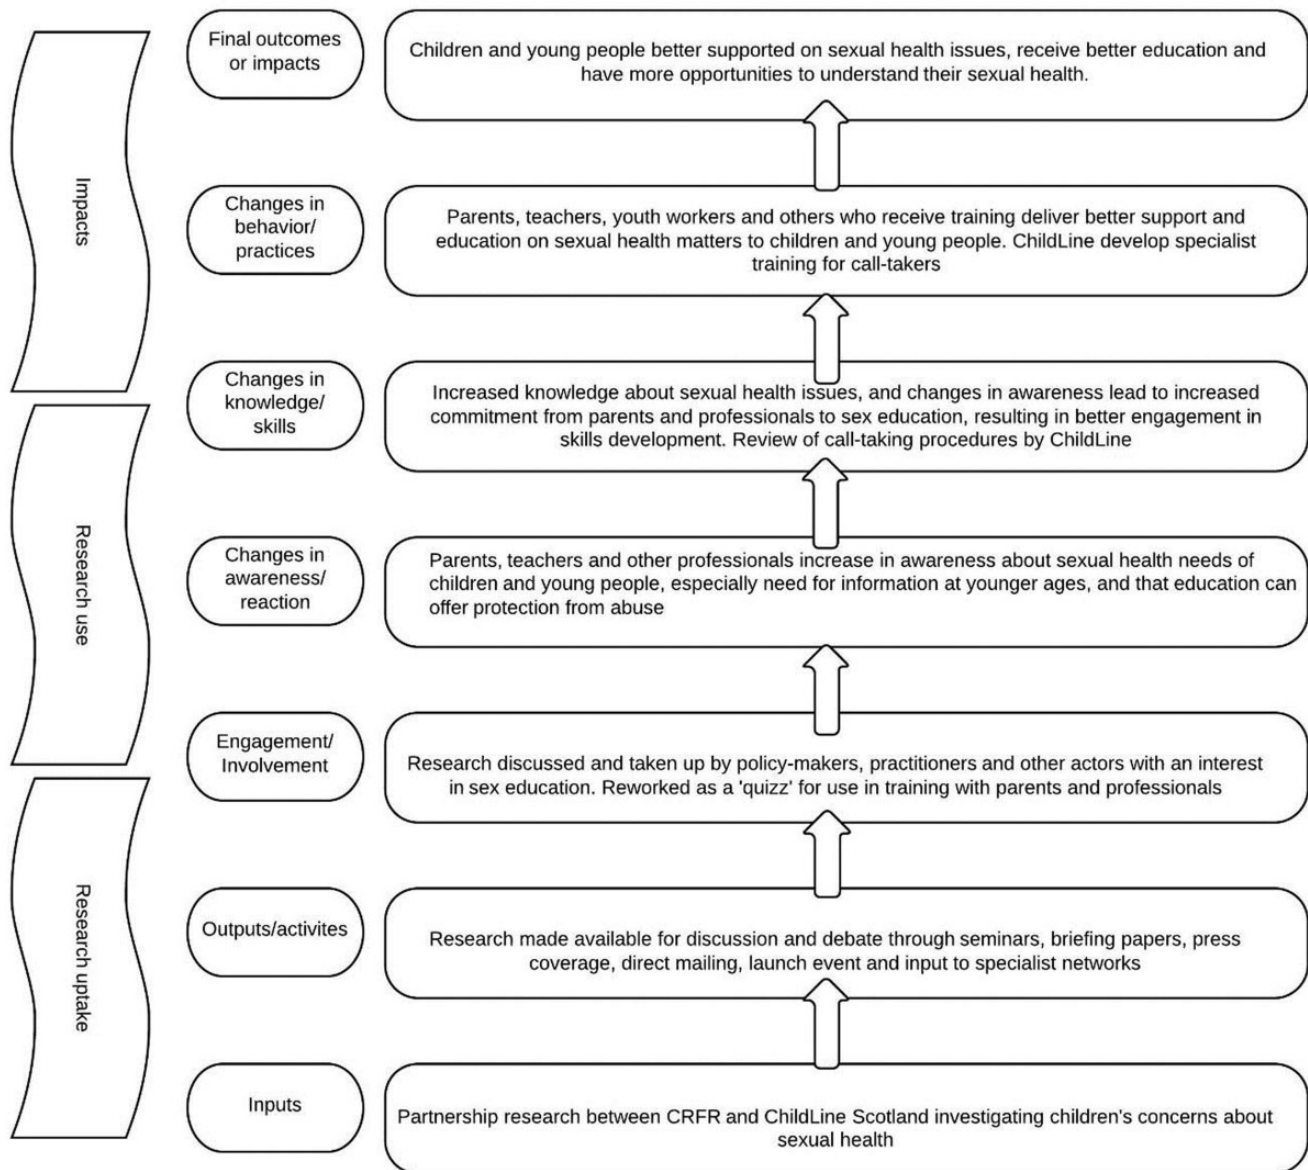 Final outcomes
or impacts
Children and young people better supported on sexual health issues, receive better education and
have more opportunities to understand their sexual health.
Impacts
Changes in
behavior/
practices
Parents, teachers, youth workers and others who receive training deliver better support and
education on sexual health matters to children and young people. ChildLine develop specialist
training for call-takers
Changes in
knowledge/
skills
Increased knowledge about sexual health issues, and changes in awareness lead to increased
commitment from parents and professionals to sex education, resulting in better engagement in
skills development. Review of call-taking procedures by ChildLine
Research use
Changes in
awareness/
reaction
Parents, teachers and other professionals increase in awareness about sexual health needs of
children and young people, especially need for information at younger ages, and that education can
offer protection from abuse
Engagement/
Involvement
Research discussed and taken up by policy-makers, practitioners and other actors with an interest
in sex education. Reworked as a 'quizz' for use in training with parents and professionals
Research uptake
Outputs/activites
Research made available for discussion and debate through seminars, briefing papers, press
coverage, direct mailing, launch event and input to specialist networks
Inputs
Partnership research between CRFR and ChildLine Scotland investigating children's concerns about
sexual health